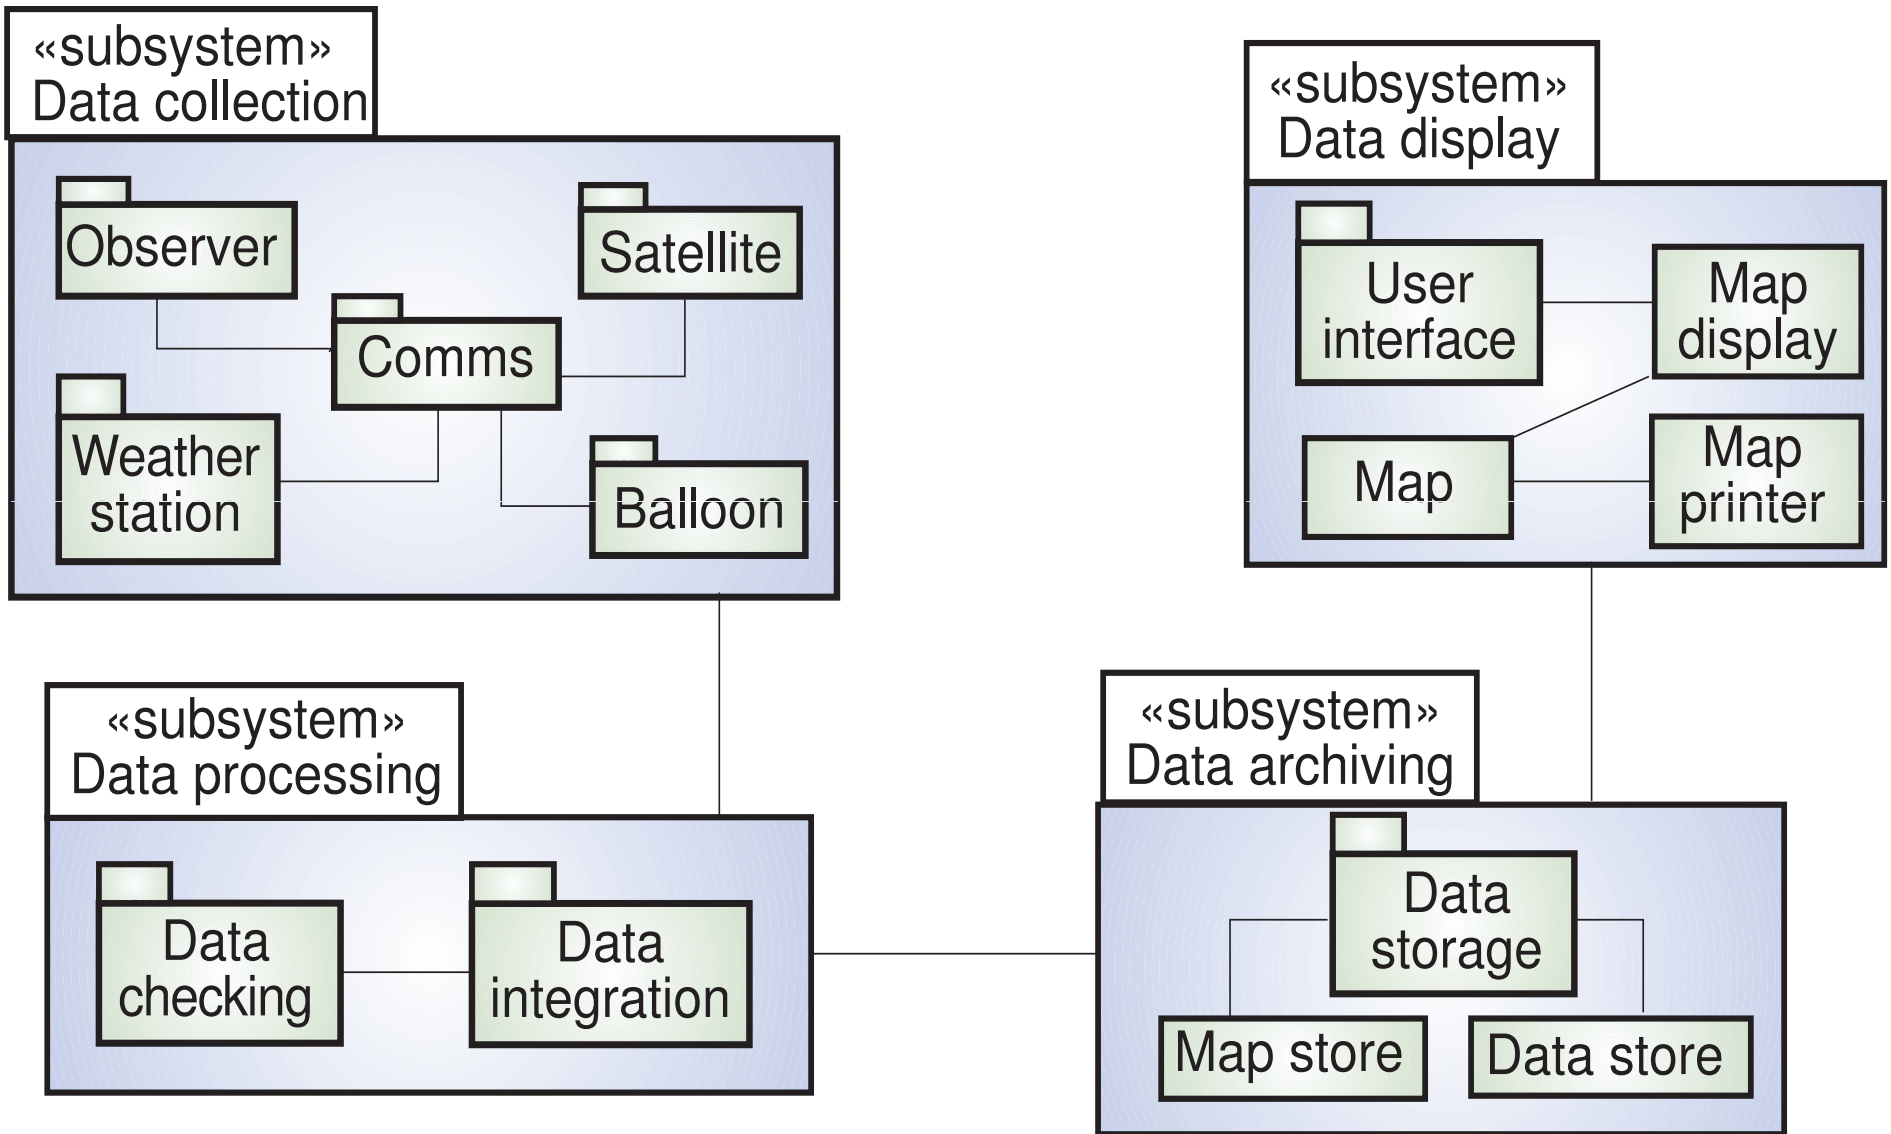 «subsystem»
Data collection
Observer
Satellite
Comms
Weather
station
Balloon
«subsystem»
Data display
User
interface
Map
display
Map
Map
printer
«subsystem»
Data processing
Data
checking
Data
integration
«subsystem»
Data archiving
Data
storage
Map store
Data store